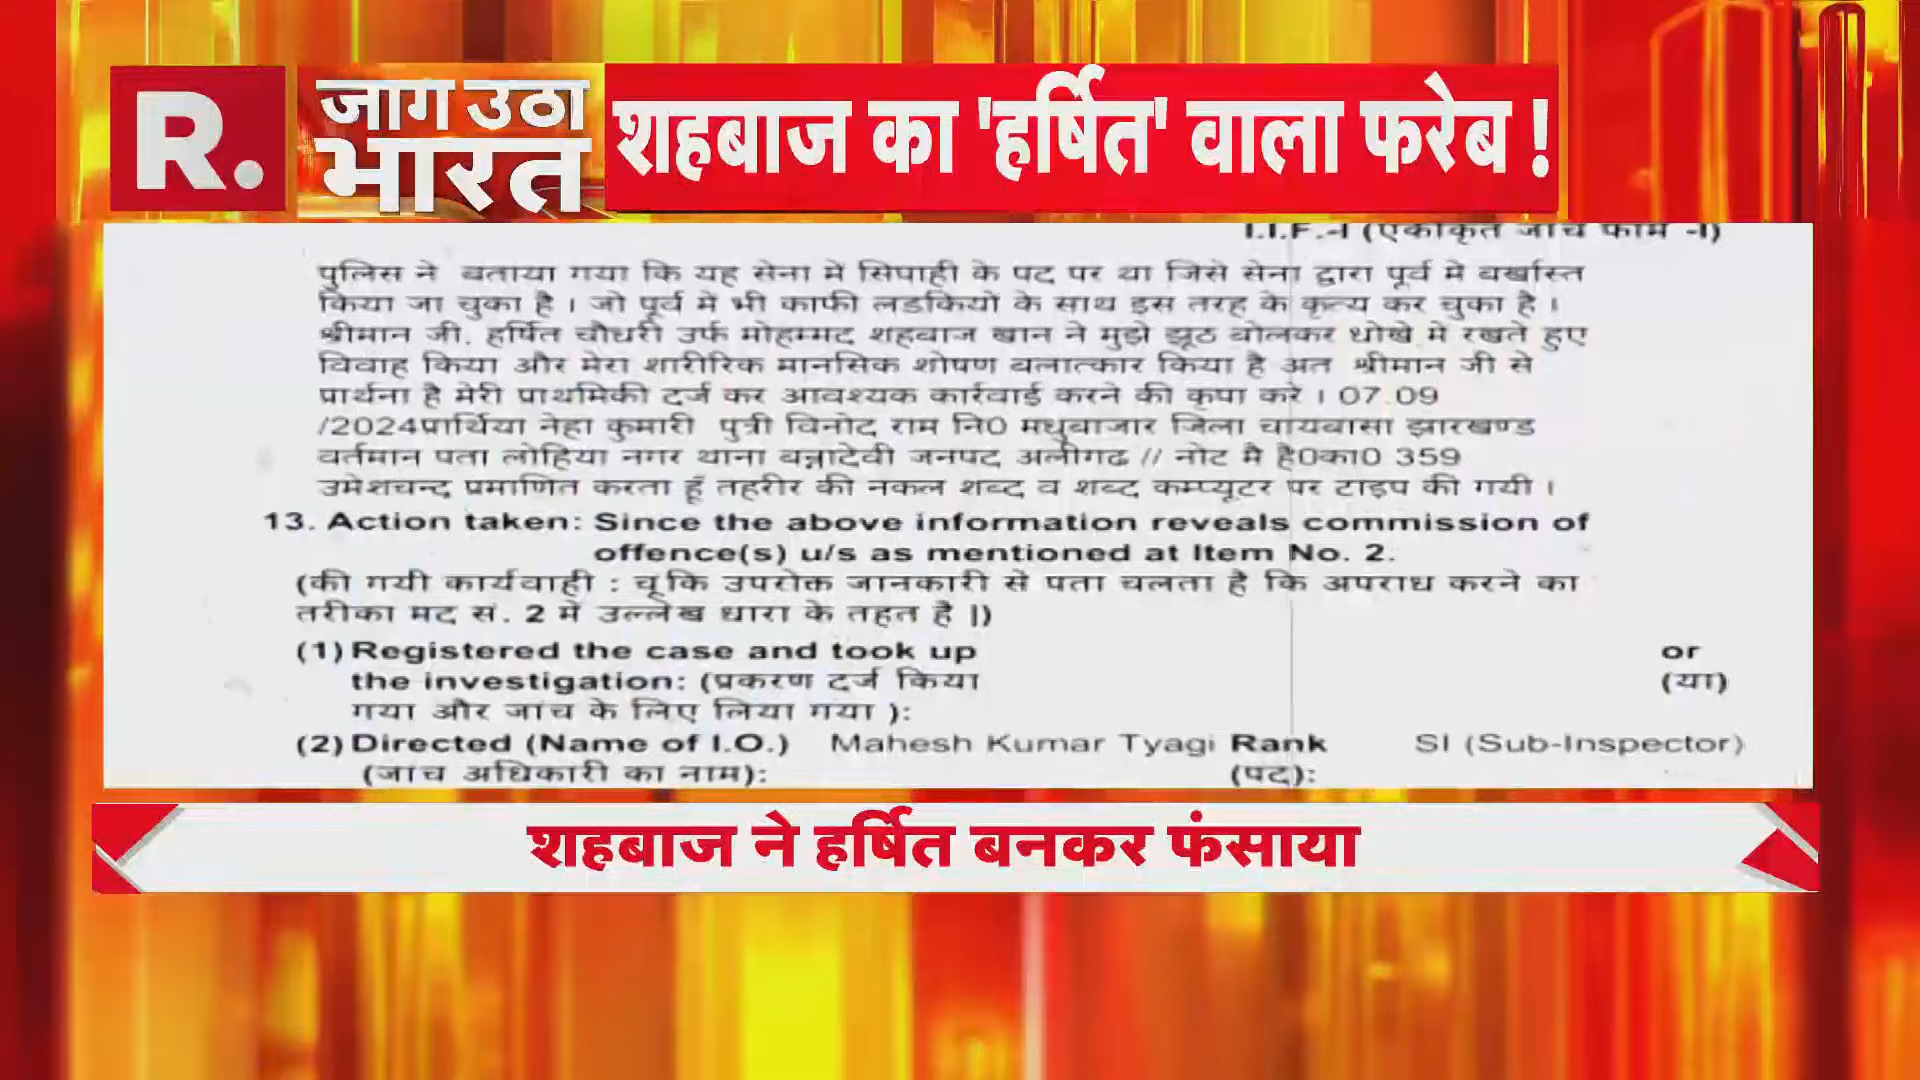 R.
जाग उठा
भारत
शहबाज का 'हर्षित' वाला फरेब !
I.I.F.-I (एकीकृत जांच फार्म -I)
पुलिस ने बताया गया कि यह सेना में सिपाही के पद पर था जिसे सेना द्वारा पूर्व मे बर्खास्त
किया जा चुका है । जो पूर्व में भी काफी लडकियो के साथ इस तरह के कृत्य कर चुका है ।
श्रीमान जी. हर्षित चौधरी उर्फ मोहम्मद शहबाज खान ने मुझे झूठ बोलकर धोखे मे रखते हुए
विवाह किया और मेरा शारीरिक मानसिक शोषण बलात्कार किया है अत श्रीमान जी से
प्रार्थना है मेरी प्राथमिकी दर्ज कर आवश्यक कार्रवाई करने की कृपा करे । 07.09
/2024प्रार्थिया नेहा कुमारी पुत्री विनोद राम नि0 मधुबाजार जिला चायबासा झारखण्ड
वर्तमान पता लोहिया नगर थाना बन्नादेवी जनपद अलीगढ // नोट मै है0का0 359
उमेशचन्द प्रमाणित करता हूँ तहरीर की नकल शब्द व शब्द कम्प्यूटर पर टाइप की गयी ।
13. Action taken: Since the above information reveals commission of
offence(s) u/s as mentioned at Item No. 2.
(की गयी कार्यवाही : चूंकि उपरोक्त जानकारी से पता चलता है कि अपराध करने का
तरीका मद सं. 2 में उल्लेख धारा के तहत है |)
(1) Registered the case and took up or
the investigation: (प्रकरण दर्ज किया (या)
गया और जांच के लिए लिया गया ):
(2) Directed (Name of I.O.) Mahesh Kumar Tyagi Rank SI (Sub-Inspector)
(जांच अधिकारी का नाम): (पद):
शहबाज ने हर्षित बनकर फंसाया